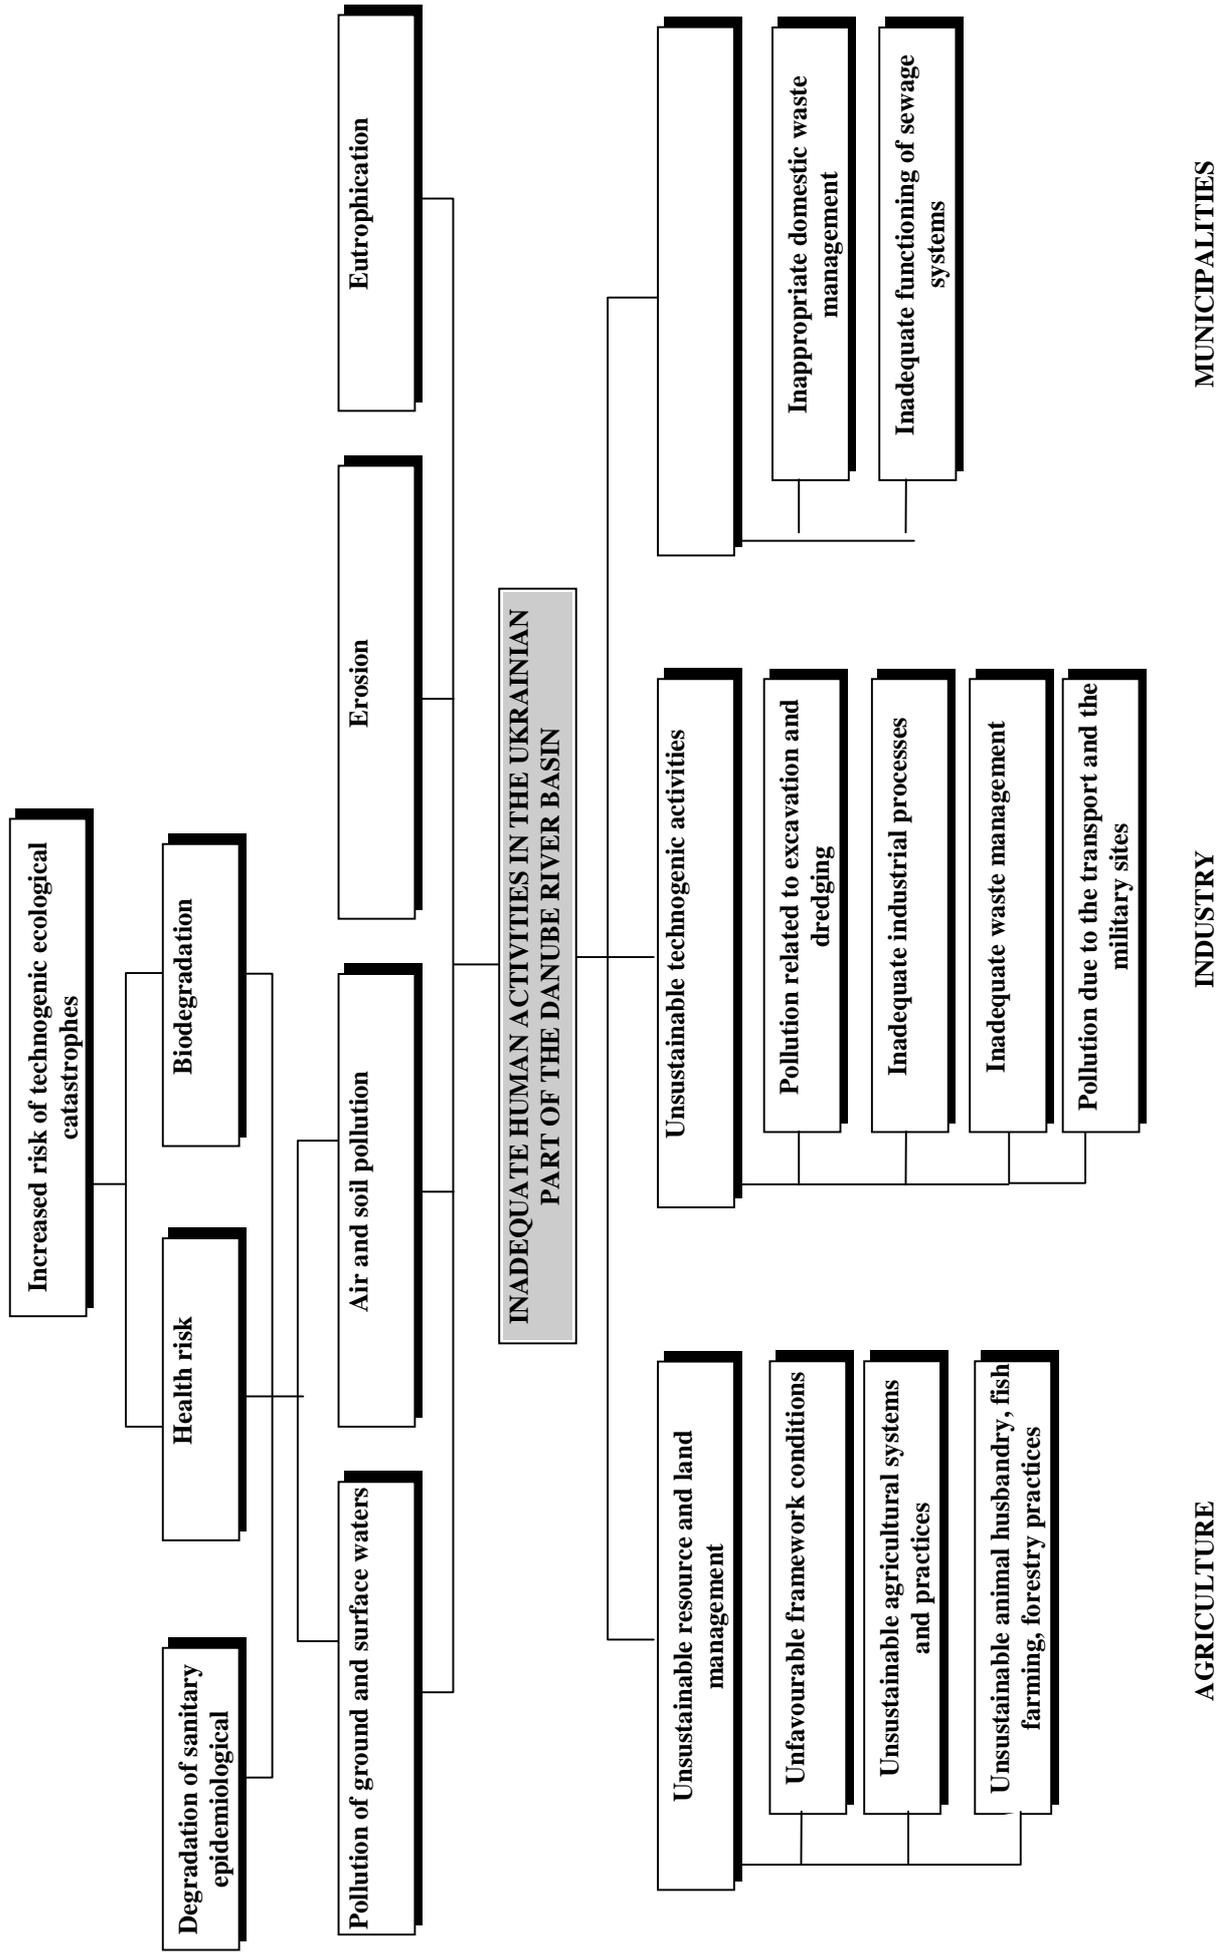 Increased risk of technogenic ecological
catastrophes
Degradation of sanitary
epidemiological
Health risk
Biodegradation
Pollution of ground and surface waters
Air and soil pollution
Erosion
Eutrophication
INADEQUATE HUMAN ACTIVITIES IN THE UKRAINIAN
PART OF THE DANUBE RIVER BASIN
Unsustainable resource and land
management
Unfavourable framework conditions
Unsustainable agricultural systems
and practices
Unsustainable animal husbandry, fish
farming, forestry practices
AGRICULTURE
Unsustainable technogenic activities
Pollution related to excavation and
dredging
Inadequate industrial processes
Inadequate waste management
Pollution due to the transport and the
military sites
INDUSTRY
Inappropriate domestic waste
management
Inadequate functioning of sewage
systems
MUNICIPALITIES